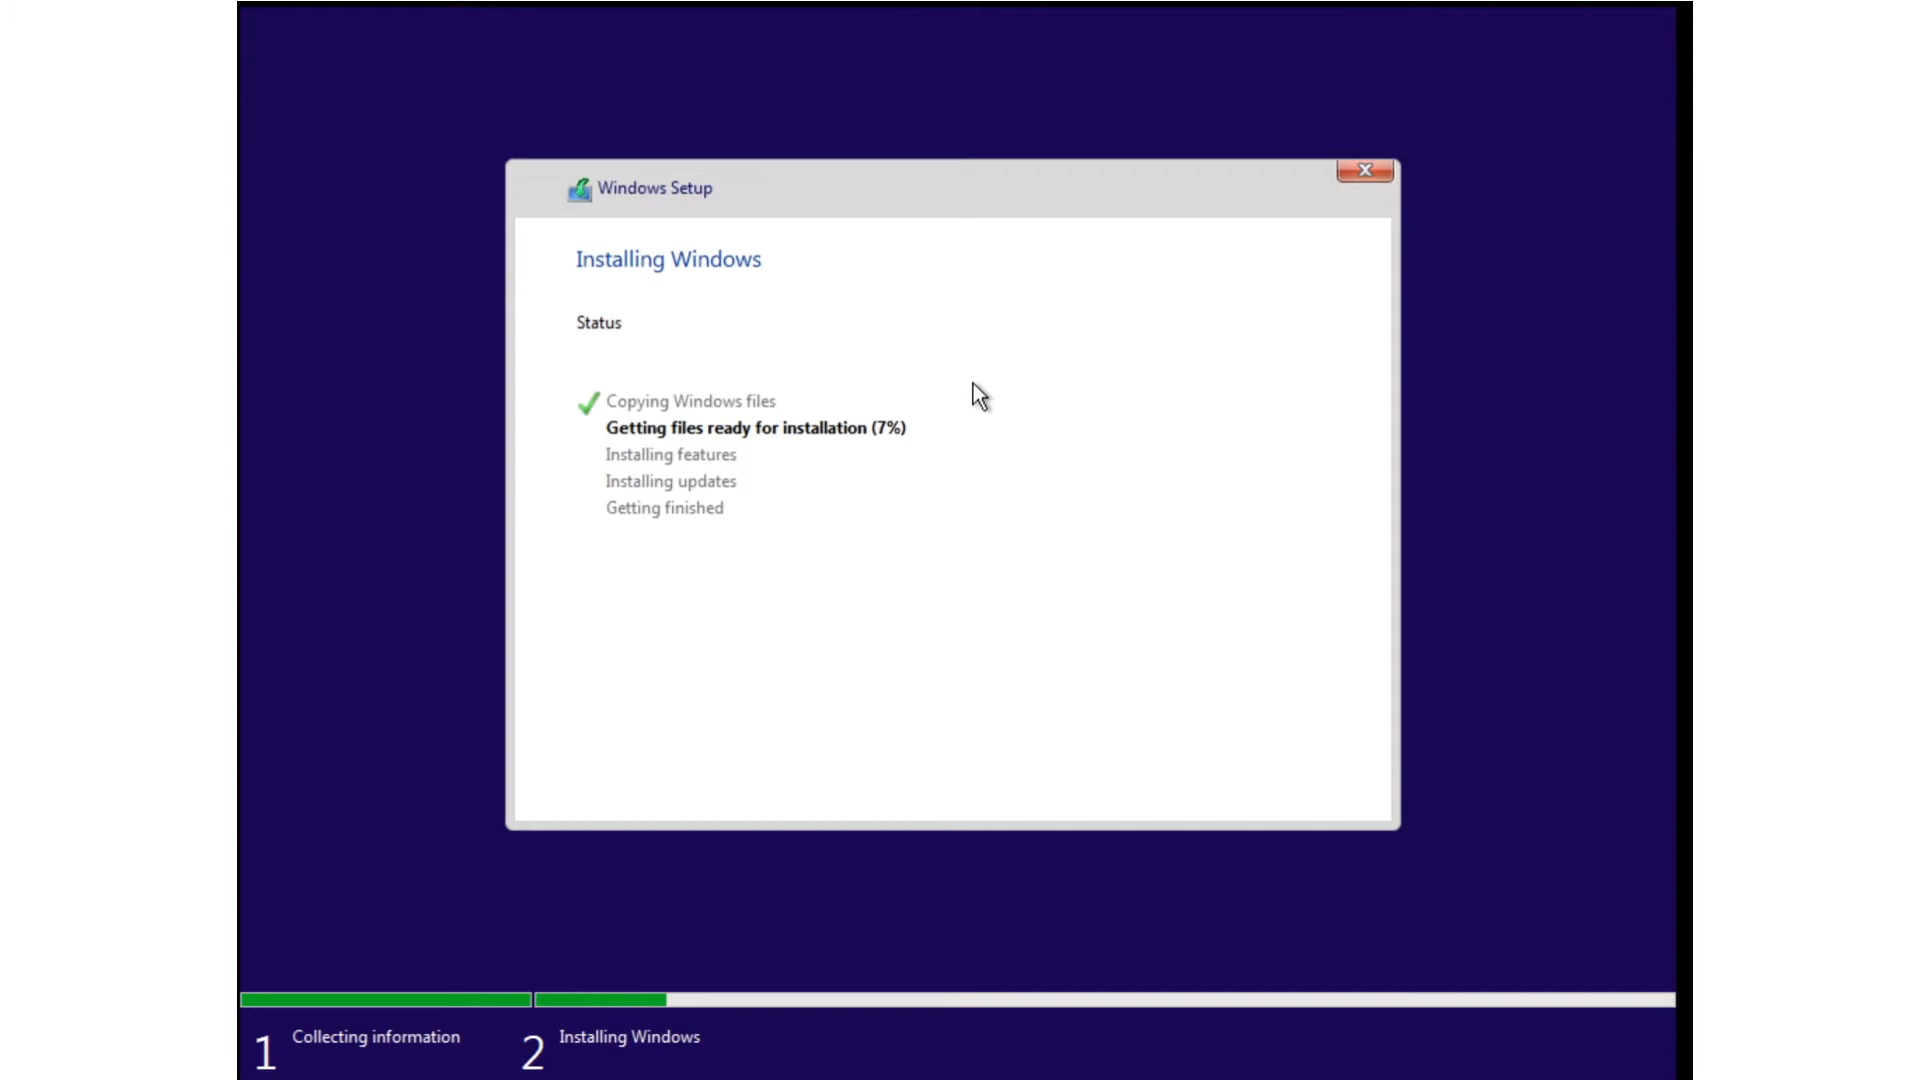 Windows Setup
Installing Windows
Status
Copying Windows files
Getting files ready for installation (7%)
Installing features
Installing updates
Getting finished
1 Collecting information
2 Installing Windows